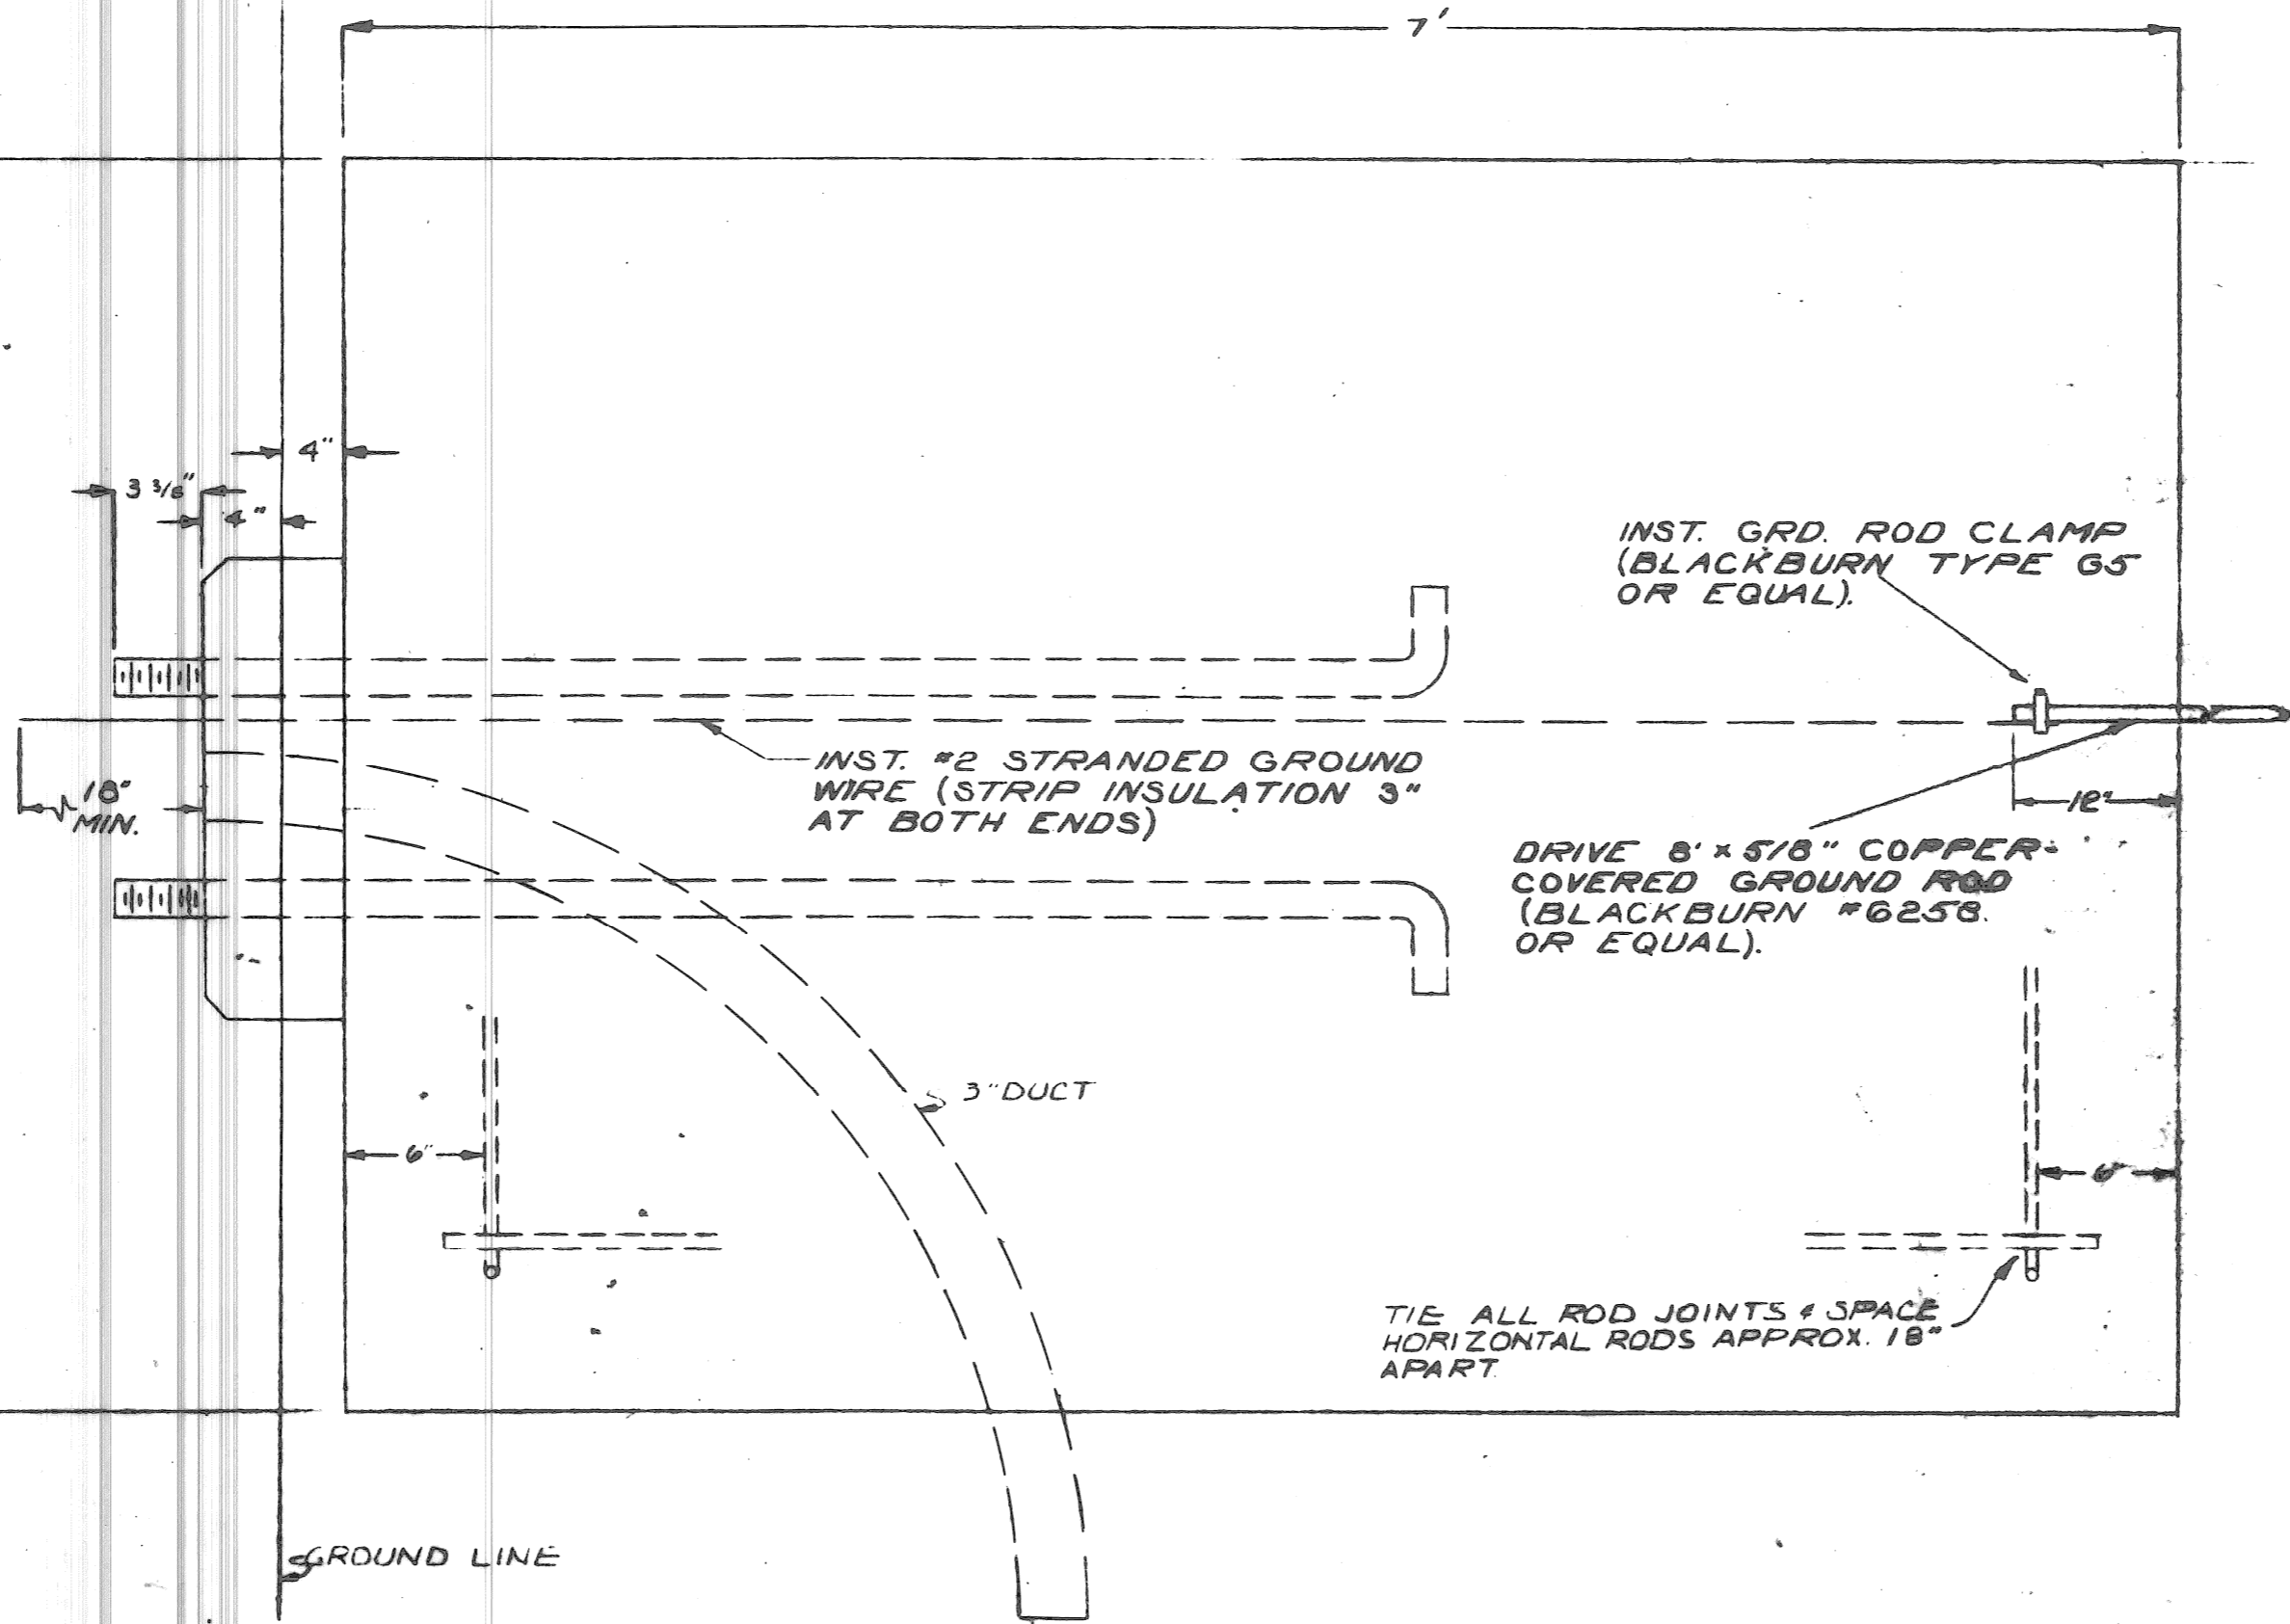 7'
4"
3 3/8"
4"
INST. GRD. ROD CLAMP
(BLACKBURN TYPE G5
OR EQUAL).
INST. #2 STRANDED GROUND
WIRE (STRIP INSULATION 3"
AT BOTH ENDS)
18"
MIN.
12"
DRIVE 8' x 5/8" COPPER-
COVERED GROUND ROD
(BLACKBURN #6258
OR EQUAL).
3" DUCT
6"
6"
TIE ALL ROD JOINTS & SPACE
HORIZONTAL RODS APPROX. 18"
APART.
GROUND LINE